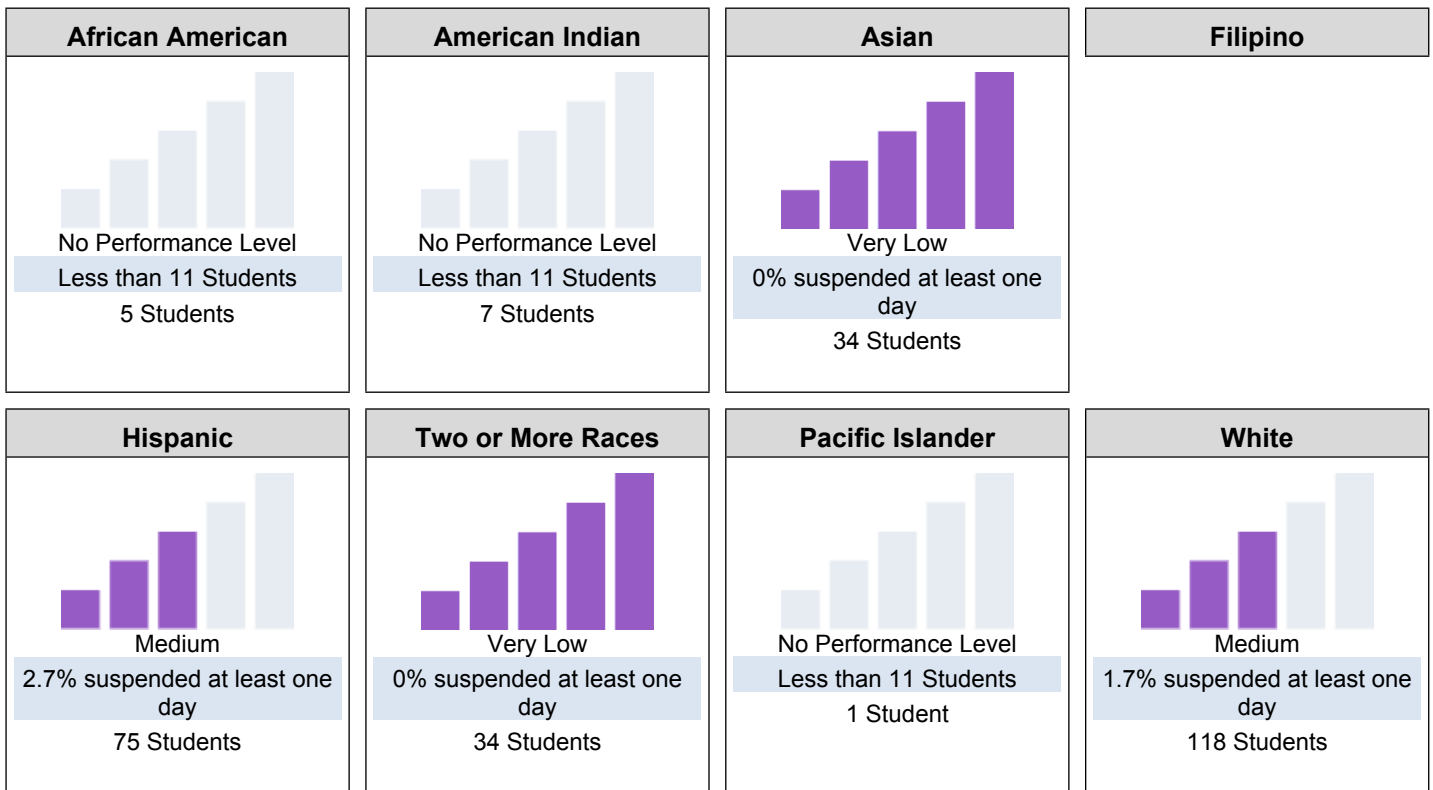 African American
No Performance Level
Less than 11 Students
5 Students
American Indian
No Performance Level
Less than 11 Students
7 Students
Asian
Very Low
0% suspended at least one
day
34 Students
Filipino
Hispanic
Medium
2.7% suspended at least one
day
75 Students
Two or More Races
Very Low
0% suspended at least one
day
34 Students
Pacific Islander
No Performance Level
Less than 11 Students
1 Student
White
Medium
1.7% suspended at least one
day
118 Students